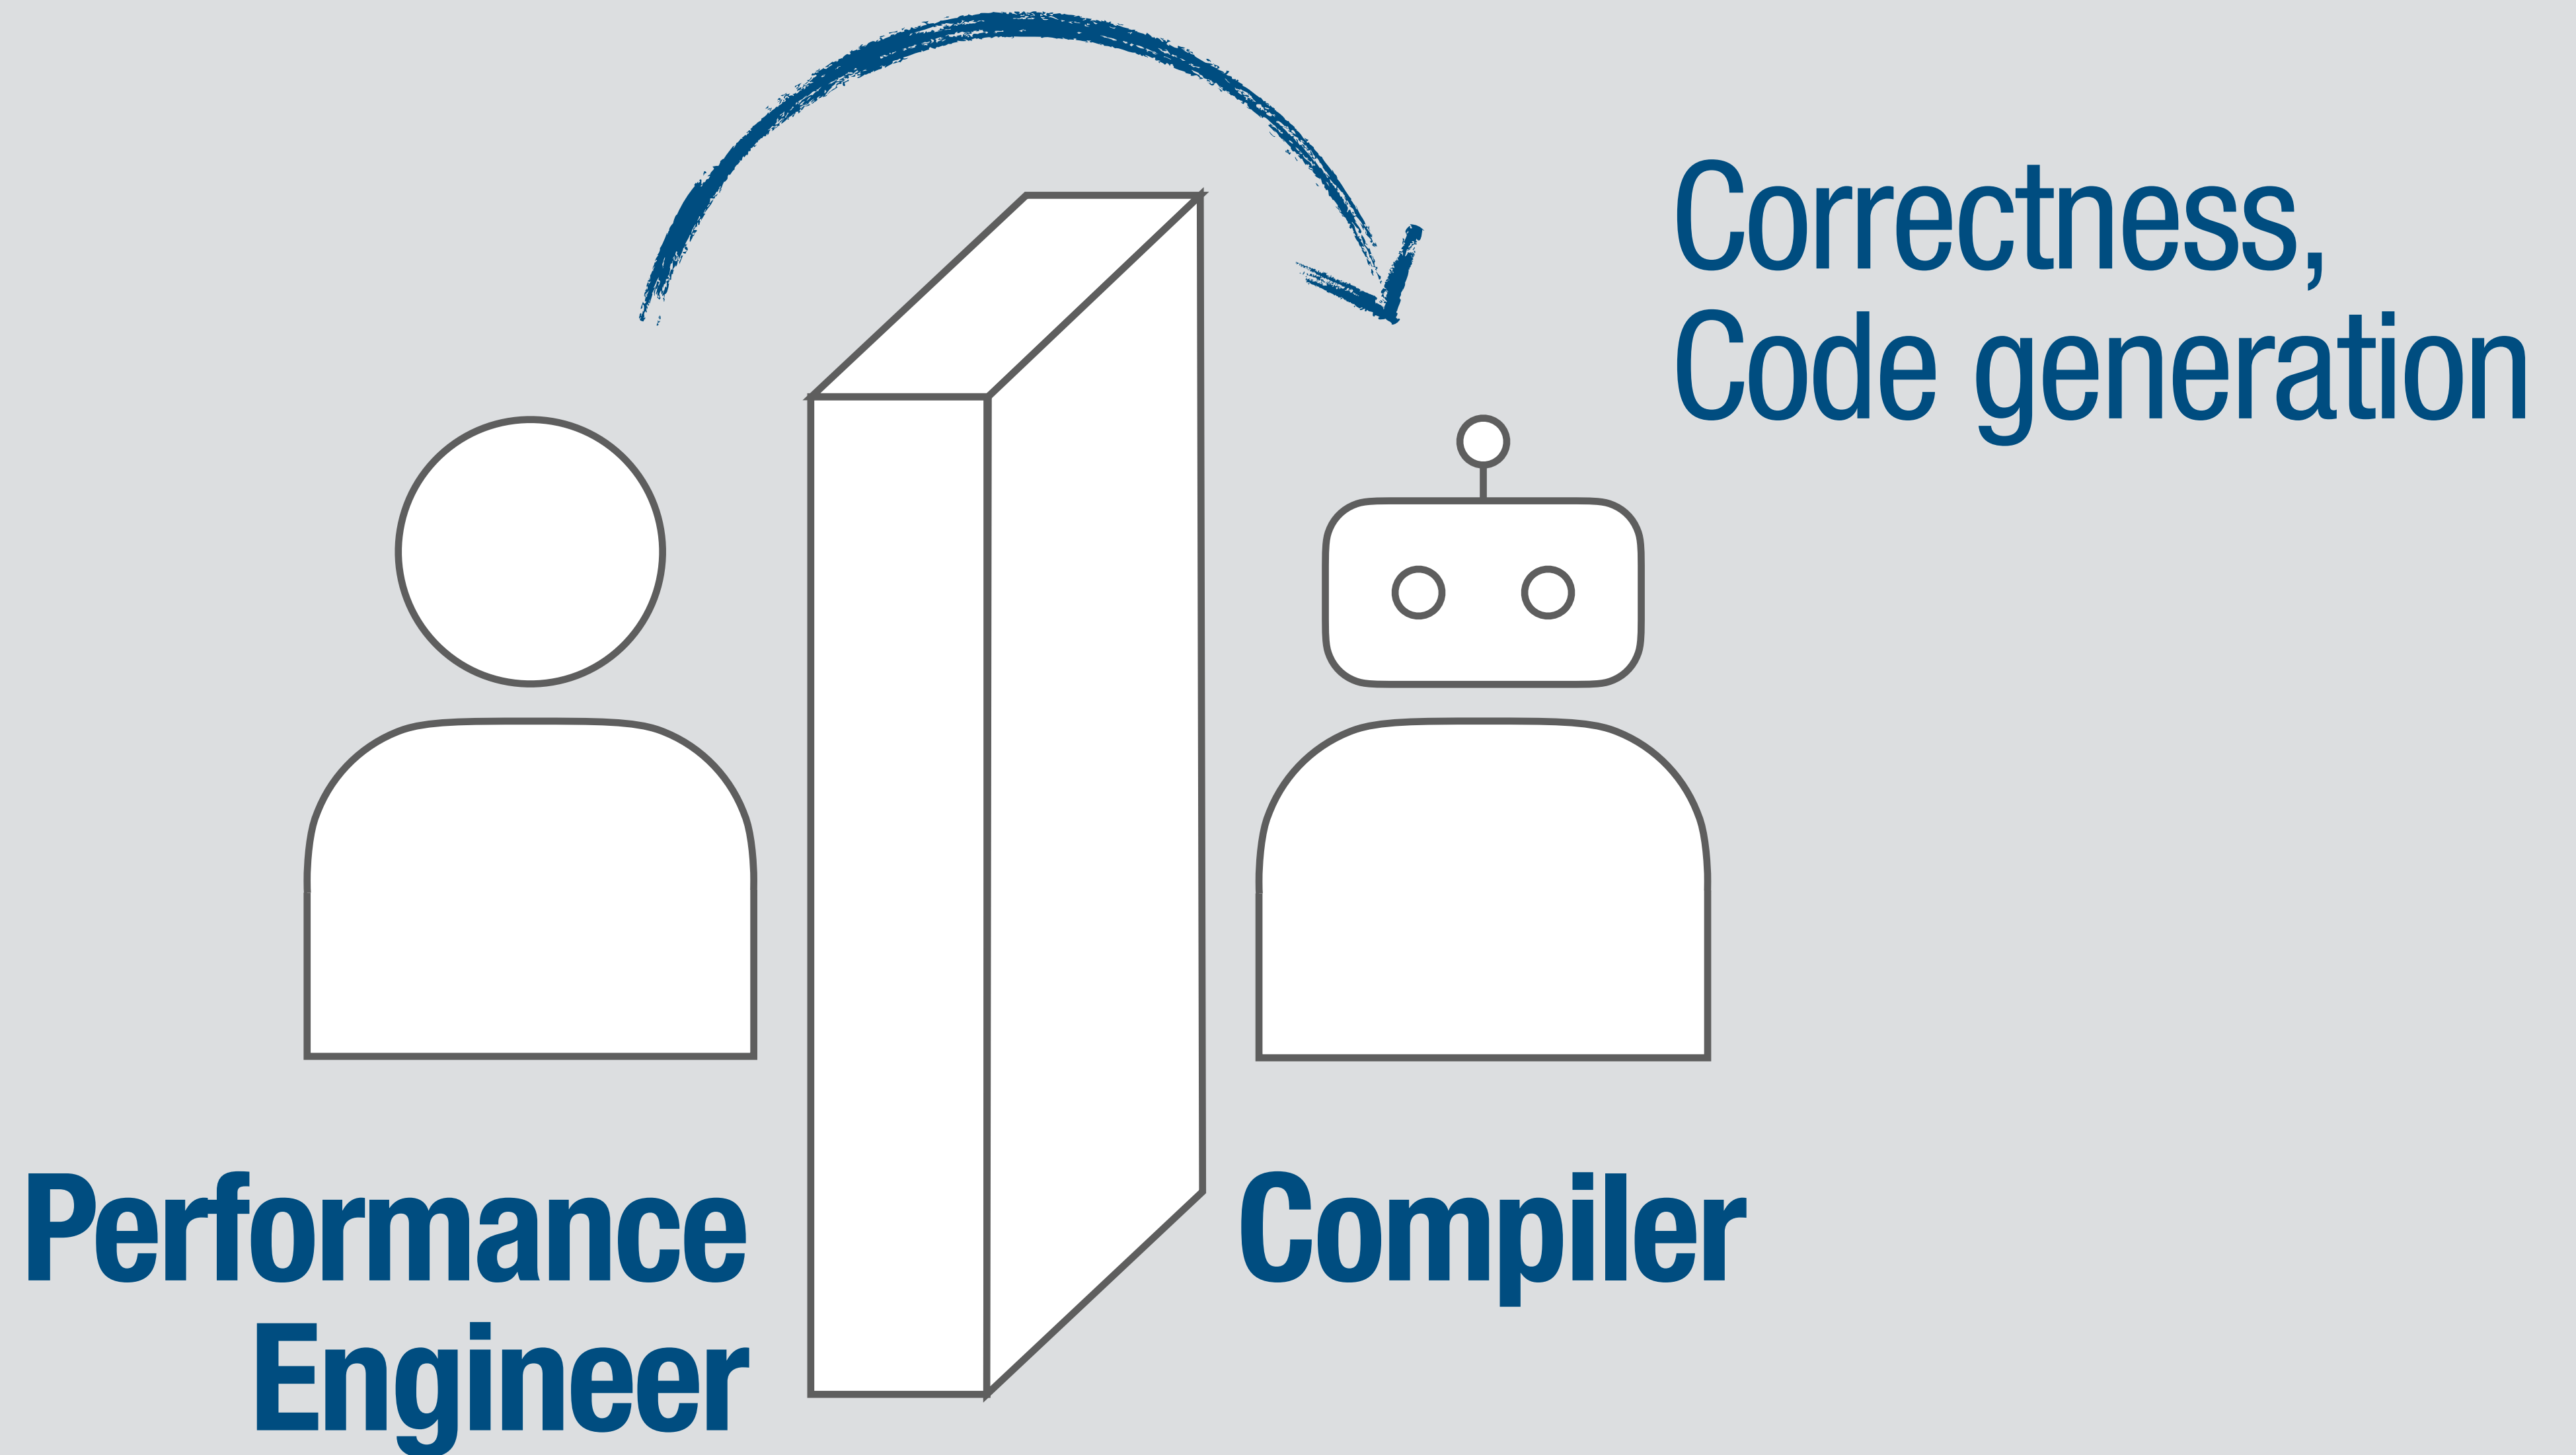 Correctness,
Code generation
Performance
Engineer
Compiler